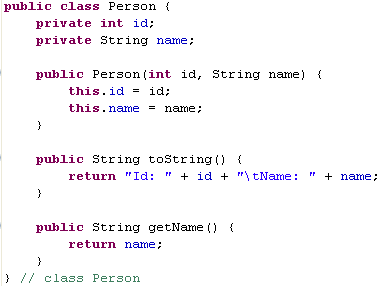 public class Person {
    private int id;
    private String name;

    public Person(int id, String name) {
        this.id = id;
        this.name = name;
    }

    public String toString() {
        return "Id: " + id + "\tName: " + name;
    }

    public String getName() {
        return name;
    }
} // class Person